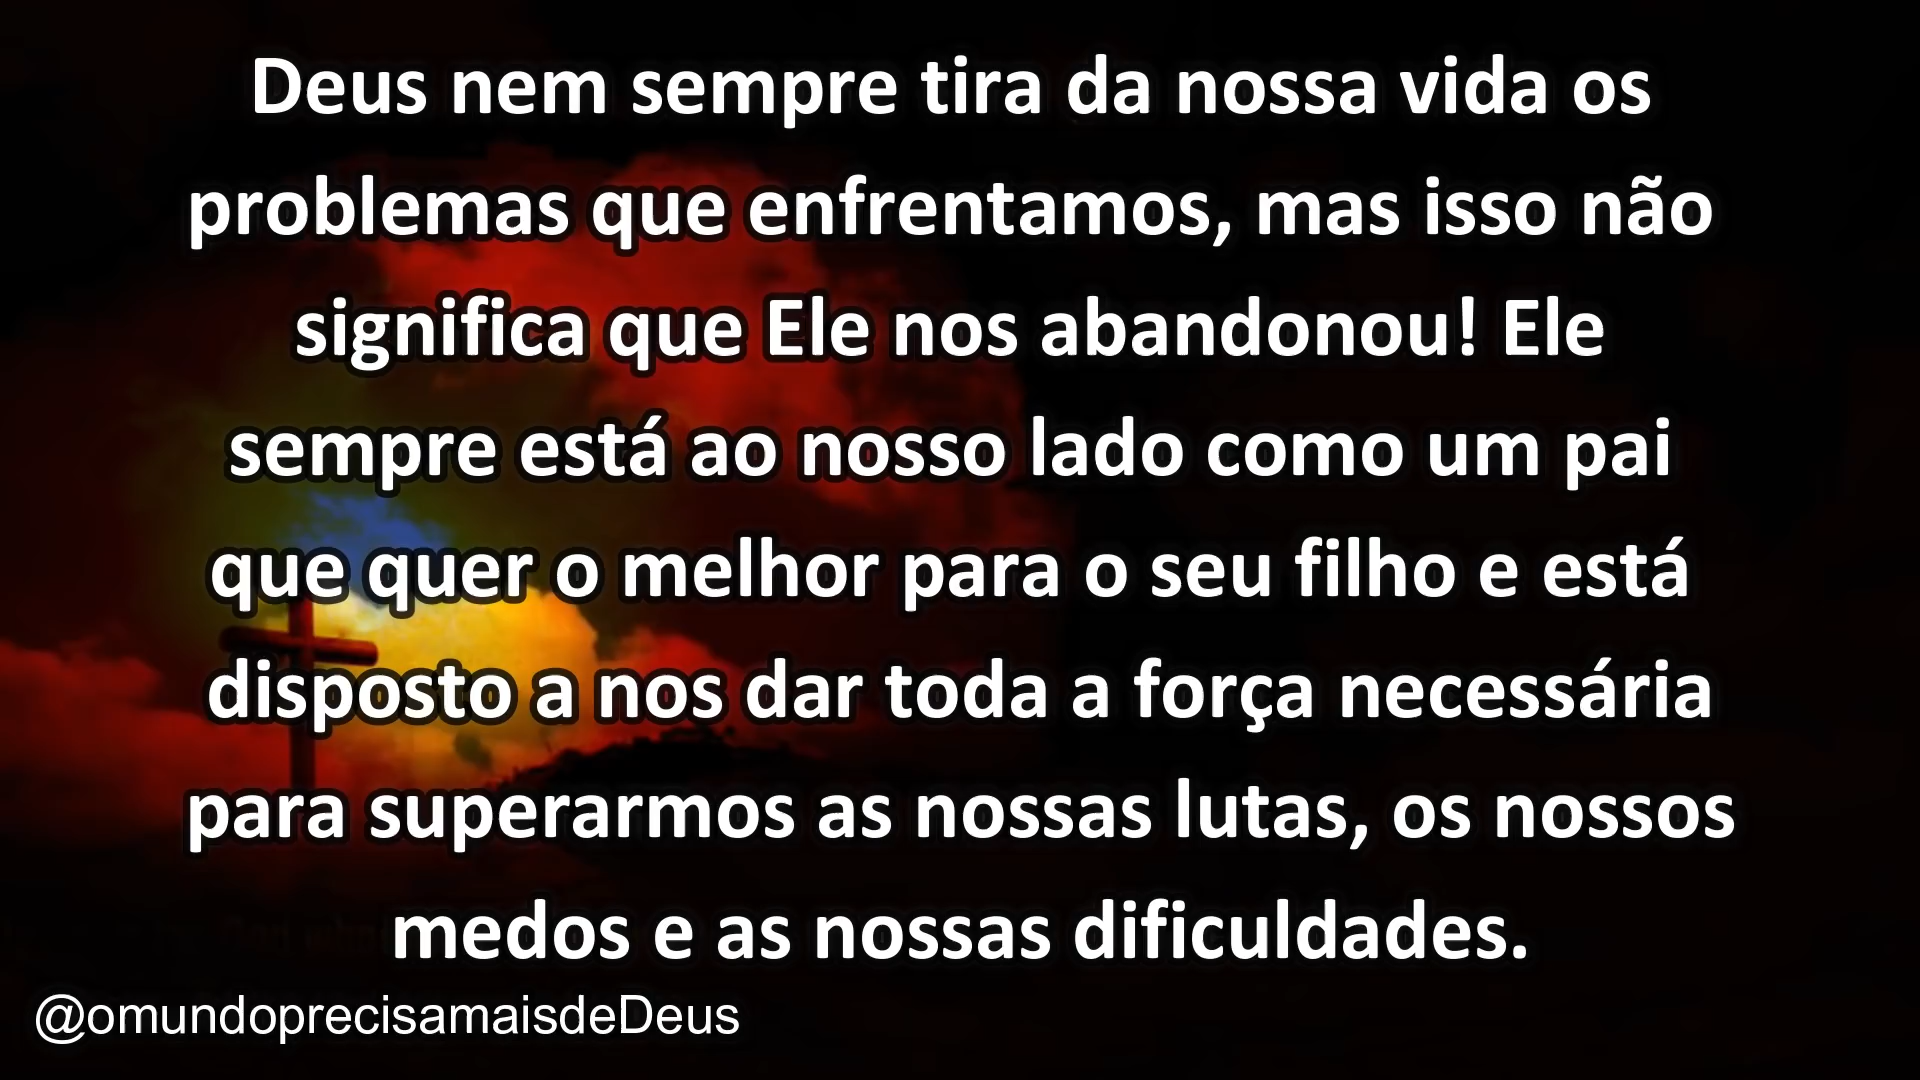 Deus nem sempre tira da nossa vida os
problemas que enfrentamos, mas isso não
significa que Ele nos abandonou! Ele
sempre está ao nosso lado como um pai
que quer o melhor para o seu filho e está
disposto a nos dar toda a força necessária
para superarmos as nossas lutas, os nossos
medos e as nossas dificuldades.
@omundoprecisamaisdeDeus